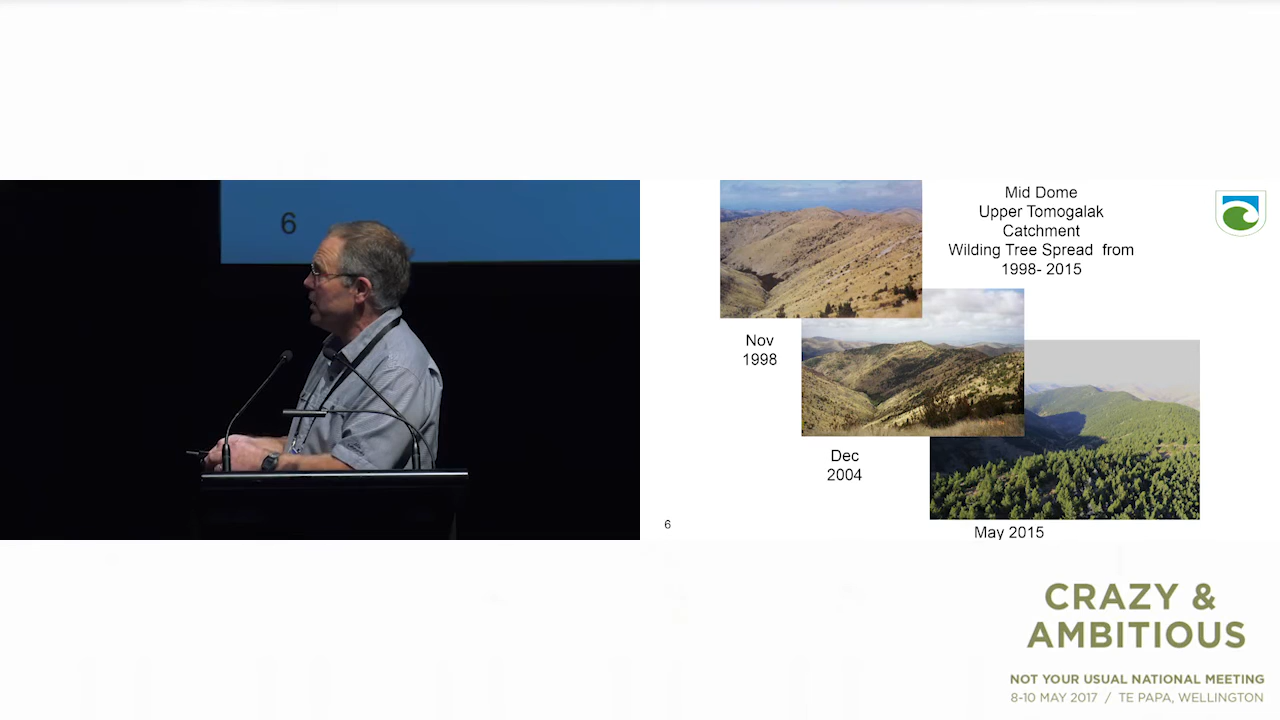 6
Mid Dome
Upper Tomogalak
Catchment
Wilding Tree Spread from
1998- 2015
Nov
1998
Dec
2004
May 2015
6
CRAZY &
AMBITIOUS
NOT YOUR USUAL NATIONAL MEETING
8-10 MAY 2017 / TE PAPA, WELLINGTON